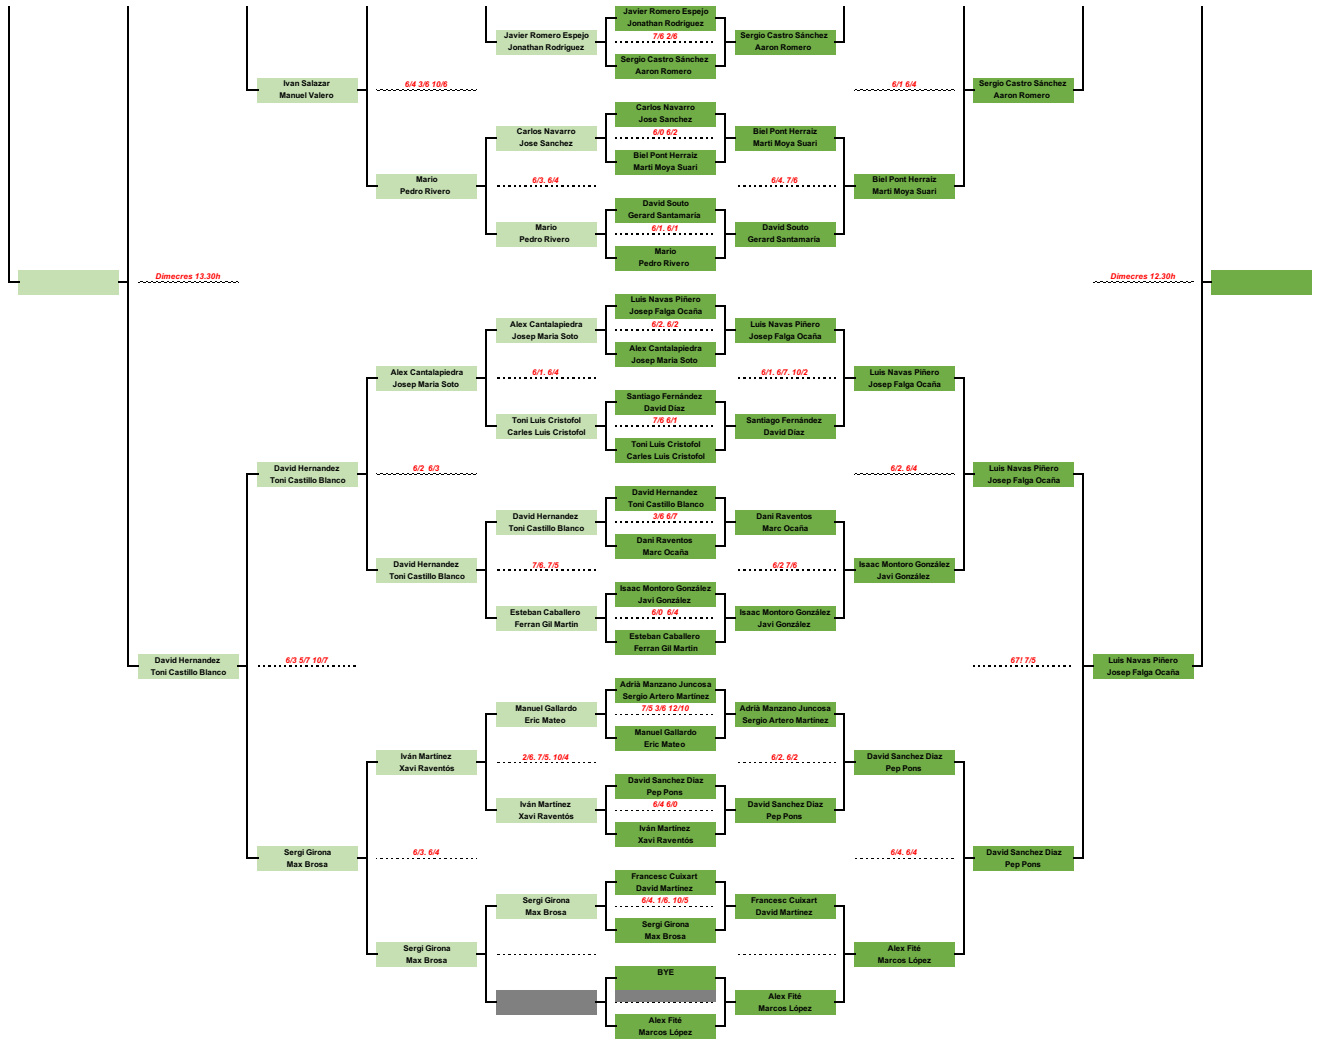 Javier Romero Espejo
Jonathan Rodriguez
Javier Romero Espejo
Jonathan Rodriguez
7/6 2/6
Sergio Castro Sánchez
Aaron Romero
Sergio Castro Sánchez
Aaron Romero
Ivan Salazar
Manuel Valero
6/4 3/6 10/6
6/1 6/4
Sergio Castro Sánchez
Aaron Romero
Carlos Navarro
Jose Sanchez
Carlos Navarro
Jose Sanchez
6/0 6/2
Biel Pont Herraiz
Marti Moya Suari
Biel Pont Herraiz
Marti Moya Suari
Mario
Pedro Rivero
6/3. 6/4
6/4. 7/6
Biel Pont Herraiz
Marti Moya Suari
David Souto
Gerard Santamaría
Mario
Pedro Rivero
6/1. 6/1
David Souto
Gerard Santamaría
Mario
Pedro Rivero
Dimecres 13.30h
Dimecres 12.30h
Luis Navas Piñero
Josep Falga Ocaña
Alex Cantalapiedra
Josep Maria Soto
6/2. 6/2
Luis Navas Piñero
Josep Falga Ocaña
Alex Cantalapiedra
Josep Maria Soto
Alex Cantalapiedra
Josep Maria Soto
6/1. 6/4
6/1. 6/7. 10/2
Luis Navas Piñero
Josep Falga Ocaña
Santiago Fernández
David Díaz
Toni Luis Cristofol
Carles Luis Cristofol
7/6 6/1
Santiago Fernández
David Díaz
Toni Luis Cristofol
Carles Luis Cristofol
David Hernandez
Toni Castillo Blanco
6/2 6/3
6/2. 6/4
Luis Navas Piñero
Josep Falga Ocaña
David Hernandez
Toni Castillo Blanco
David Hernandez
Toni Castillo Blanco
3/6 6/7
Dani Raventos
Marc Ocaña
Dani Raventos
Marc Ocaña
David Hernandez
Toni Castillo Blanco
7/6. 7/5
6/2 7/6
Isaac Montoro González
Javi González
Isaac Montoro González
Javi González
Esteban Caballero
Ferran Gil Martin
6/0 6/4
Isaac Montoro González
Javi González
Esteban Caballero
Ferran Gil Martin
David Hernandez
Toni Castillo Blanco
6/3 5/7 10/7
67! 7/5
Luis Navas Piñero
Josep Falga Ocaña
Adrià Manzano Juncosa
Sergio Artero Martínez
Manuel Gallardo
Eric Mateo
7/5 3/6 12/10
Adrià Manzano Juncosa
Sergio Artero Martínez
Manuel Gallardo
Eric Mateo
Iván Martínez
Xavi Raventós
2/6. 7/5. 10/4
6/2. 6/2
David Sanchez Diaz
Pep Pons
David Sanchez Diaz
Pep Pons
Iván Martínez
Xavi Raventós
6/4 6/0
David Sanchez Diaz
Pep Pons
Iván Martínez
Xavi Raventós
Sergi Girona
Max Brosa
6/3. 6/4
6/4. 6/4
David Sanchez Diaz
Pep Pons
Francesc Cuixart
David Martínez
Sergi Girona
Max Brosa
6/4. 1/6. 10/5
Francesc Cuixart
David Martínez
Sergi Girona
Max Brosa
Sergi Girona
Max Brosa
Alex Fité
Marcos López
BYE
Alex Fité
Marcos López
Alex Fité
Marcos López